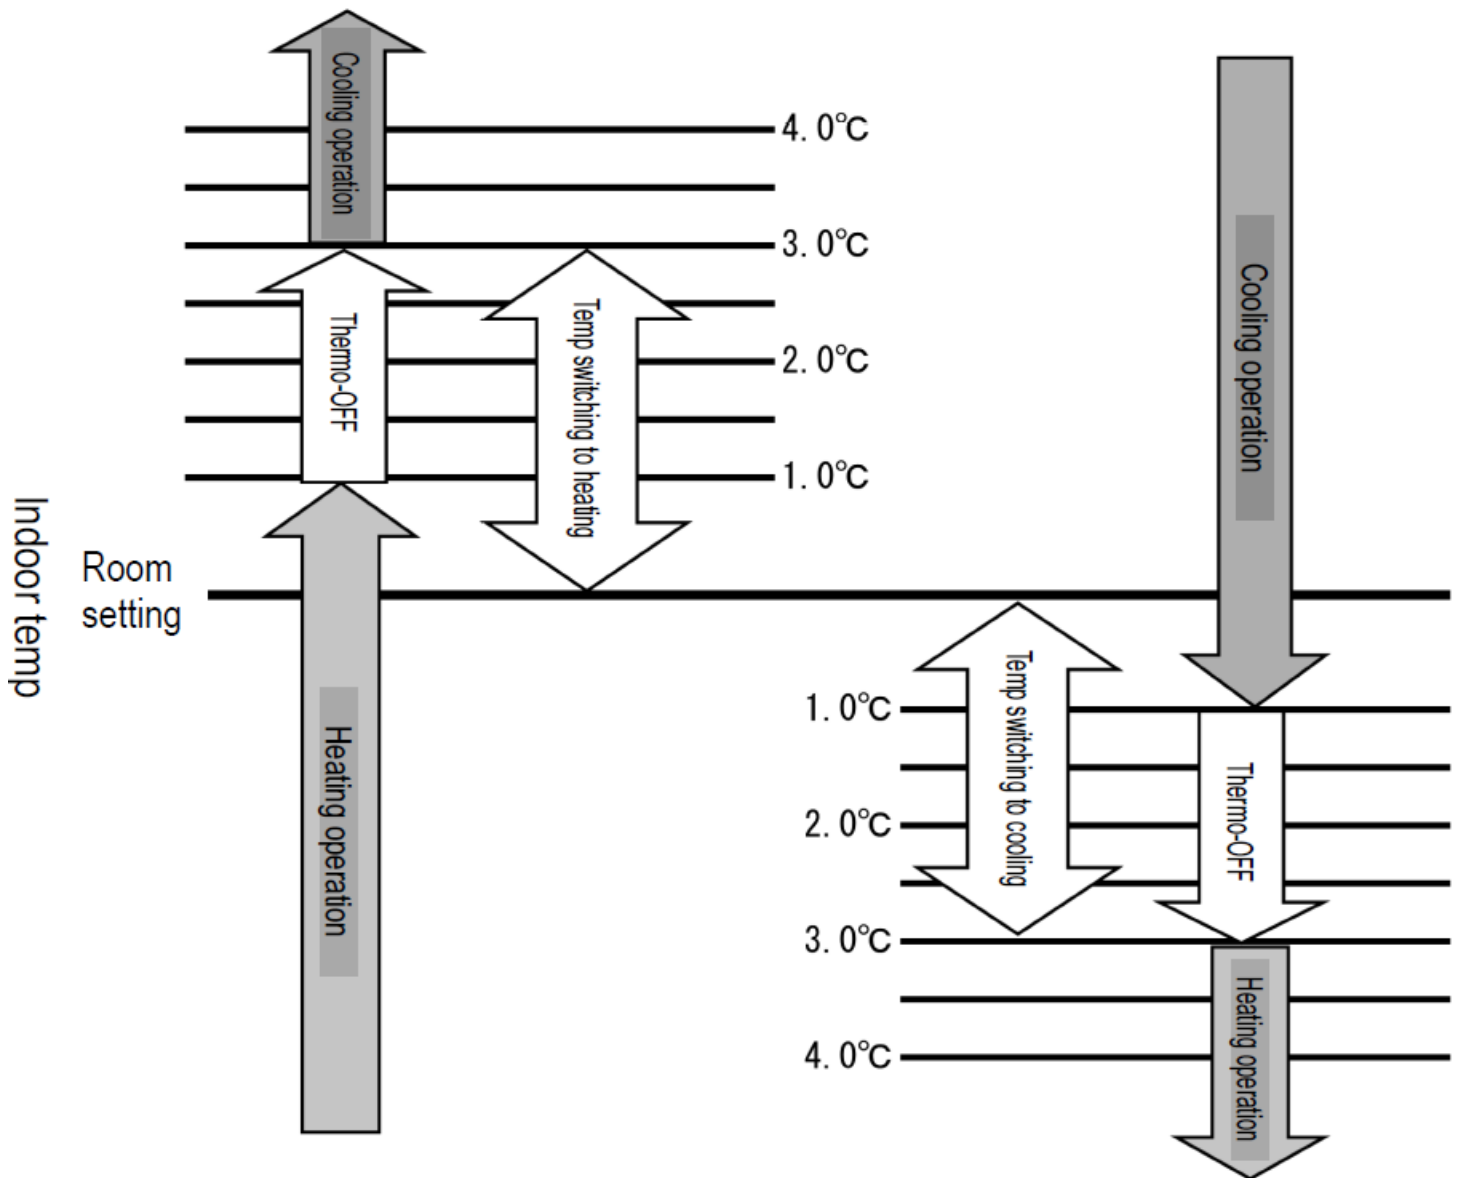 Cooling operation
4.0℃
3.0℃
Thermo-OFF
Temp switching to heating
2.0℃
1.0℃
Indoor temp
Room
setting
Heating operation
Cooling operation
Temp switching to cooling
1.0℃
Thermo-OFF
2.0℃
3.0℃
Heating operation
4.0℃